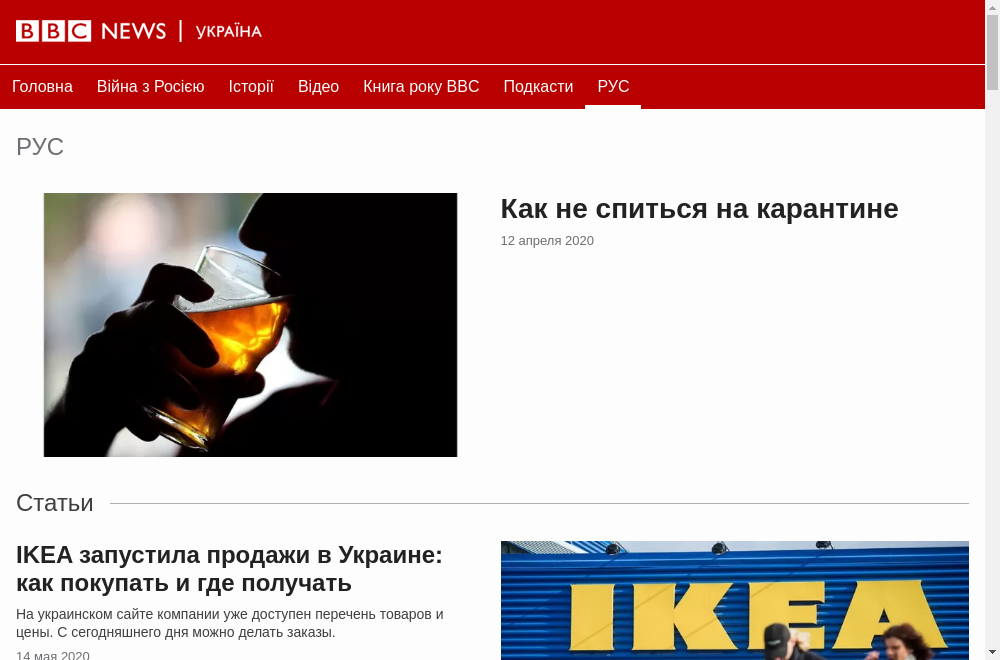 BBC NEWS | УКРАЇНА
Головна Війна з Росією Історії Відео Книга року ВВС Подкасти РУС
РУС
Как не спиться на карантине
12 апреля 2020
Статьи
IKEA запустила продажи в Украине:
как покупать и где получать
На украинском сайте компании уже доступен перечень товаров и
цены. С сегодняшнего дня можно делать заказы.
14 мая 2020
IKEA